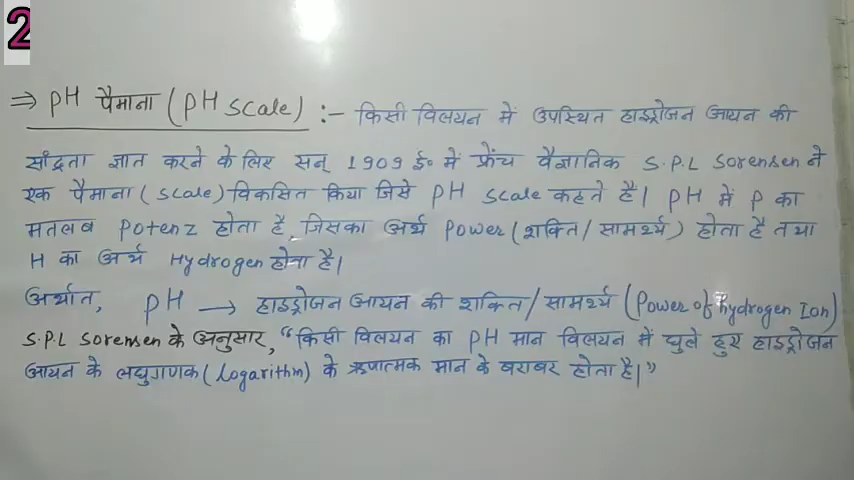 2
⇒ PH पैमाना (PH Scale) :- किसी विलयन में उपस्थित हाइड्रोजन आयन की
सांद्रता ज्ञात करने के लिए सन् 1909 ई० में फ्रेंच वैज्ञानिक S.P.L Sorensen ने
एक पैमाना (Scale) विकसित किया जिसे PH Scale कहते हैं। PH में P का
मतलब Potenz होता है, जिसका अर्थ Power (शक्ति/सामर्थ्य) होता है तथा
H का अर्थ Hydrogen होता है।
अर्थात, PH → हाइड्रोजन आयन की शक्ति/सामर्थ्य (Power of hydrogen Ion)
S.P.L Sorensen के अनुसार, "किसी विलयन का PH मान विलयन में घुले हुए हाइड्रोजन
आयन के लघुगणक (Logarithm) के ऋणात्मक मान के बराबर होता है।"